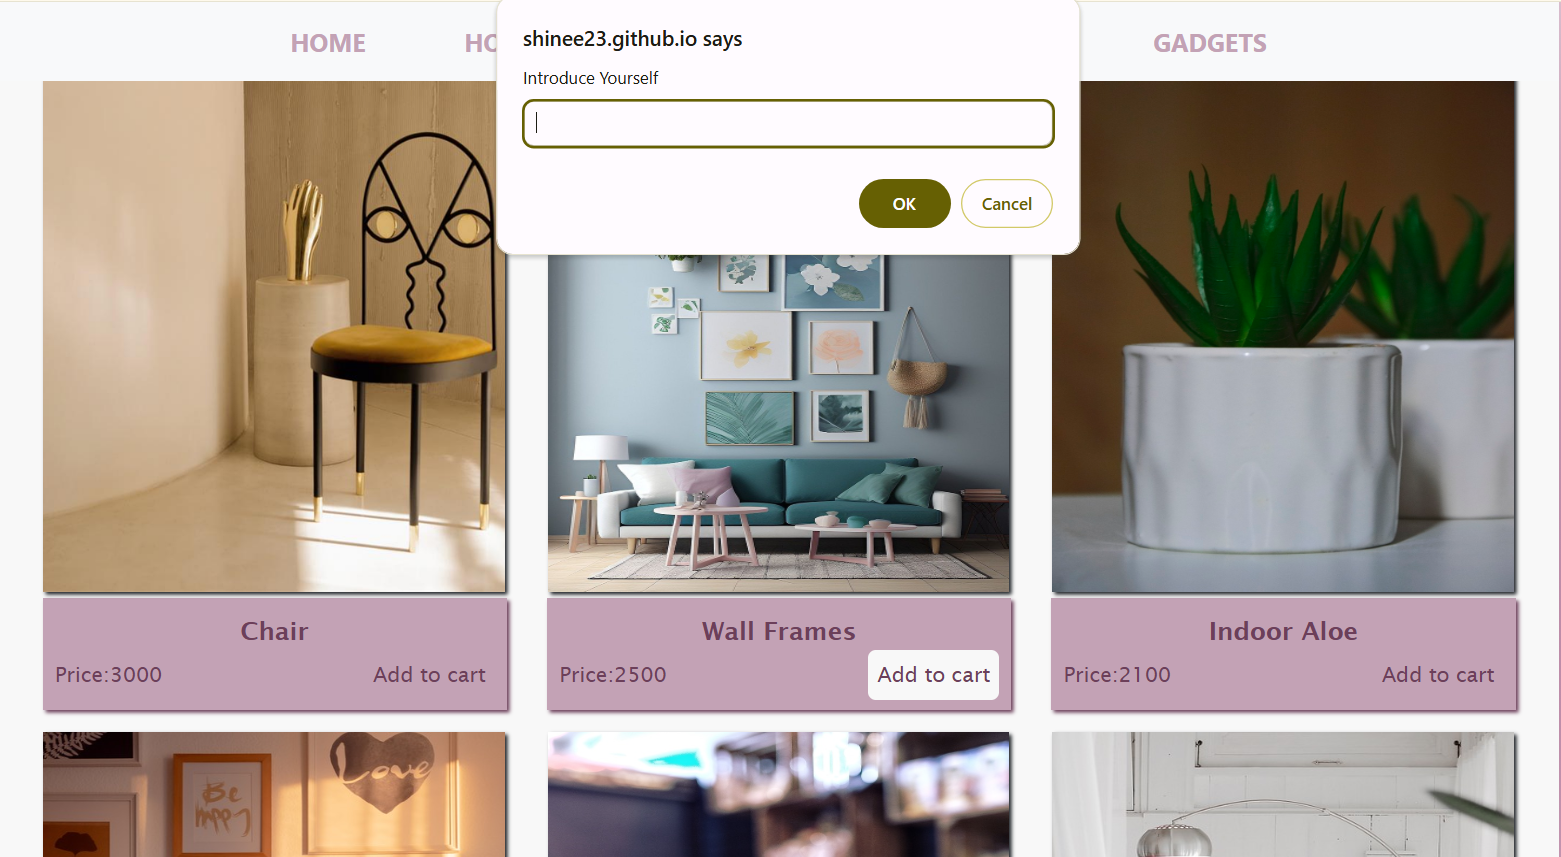 HOME
HO
GADGETS
shinee23.github.io says
Introduce Yourself
OK
Cancel
Chair
Price:3000
Add to cart
Wall Frames
Price:2500
Add to cart
Indoor Aloe
Price:2100
Add to cart
Be
happy
Love